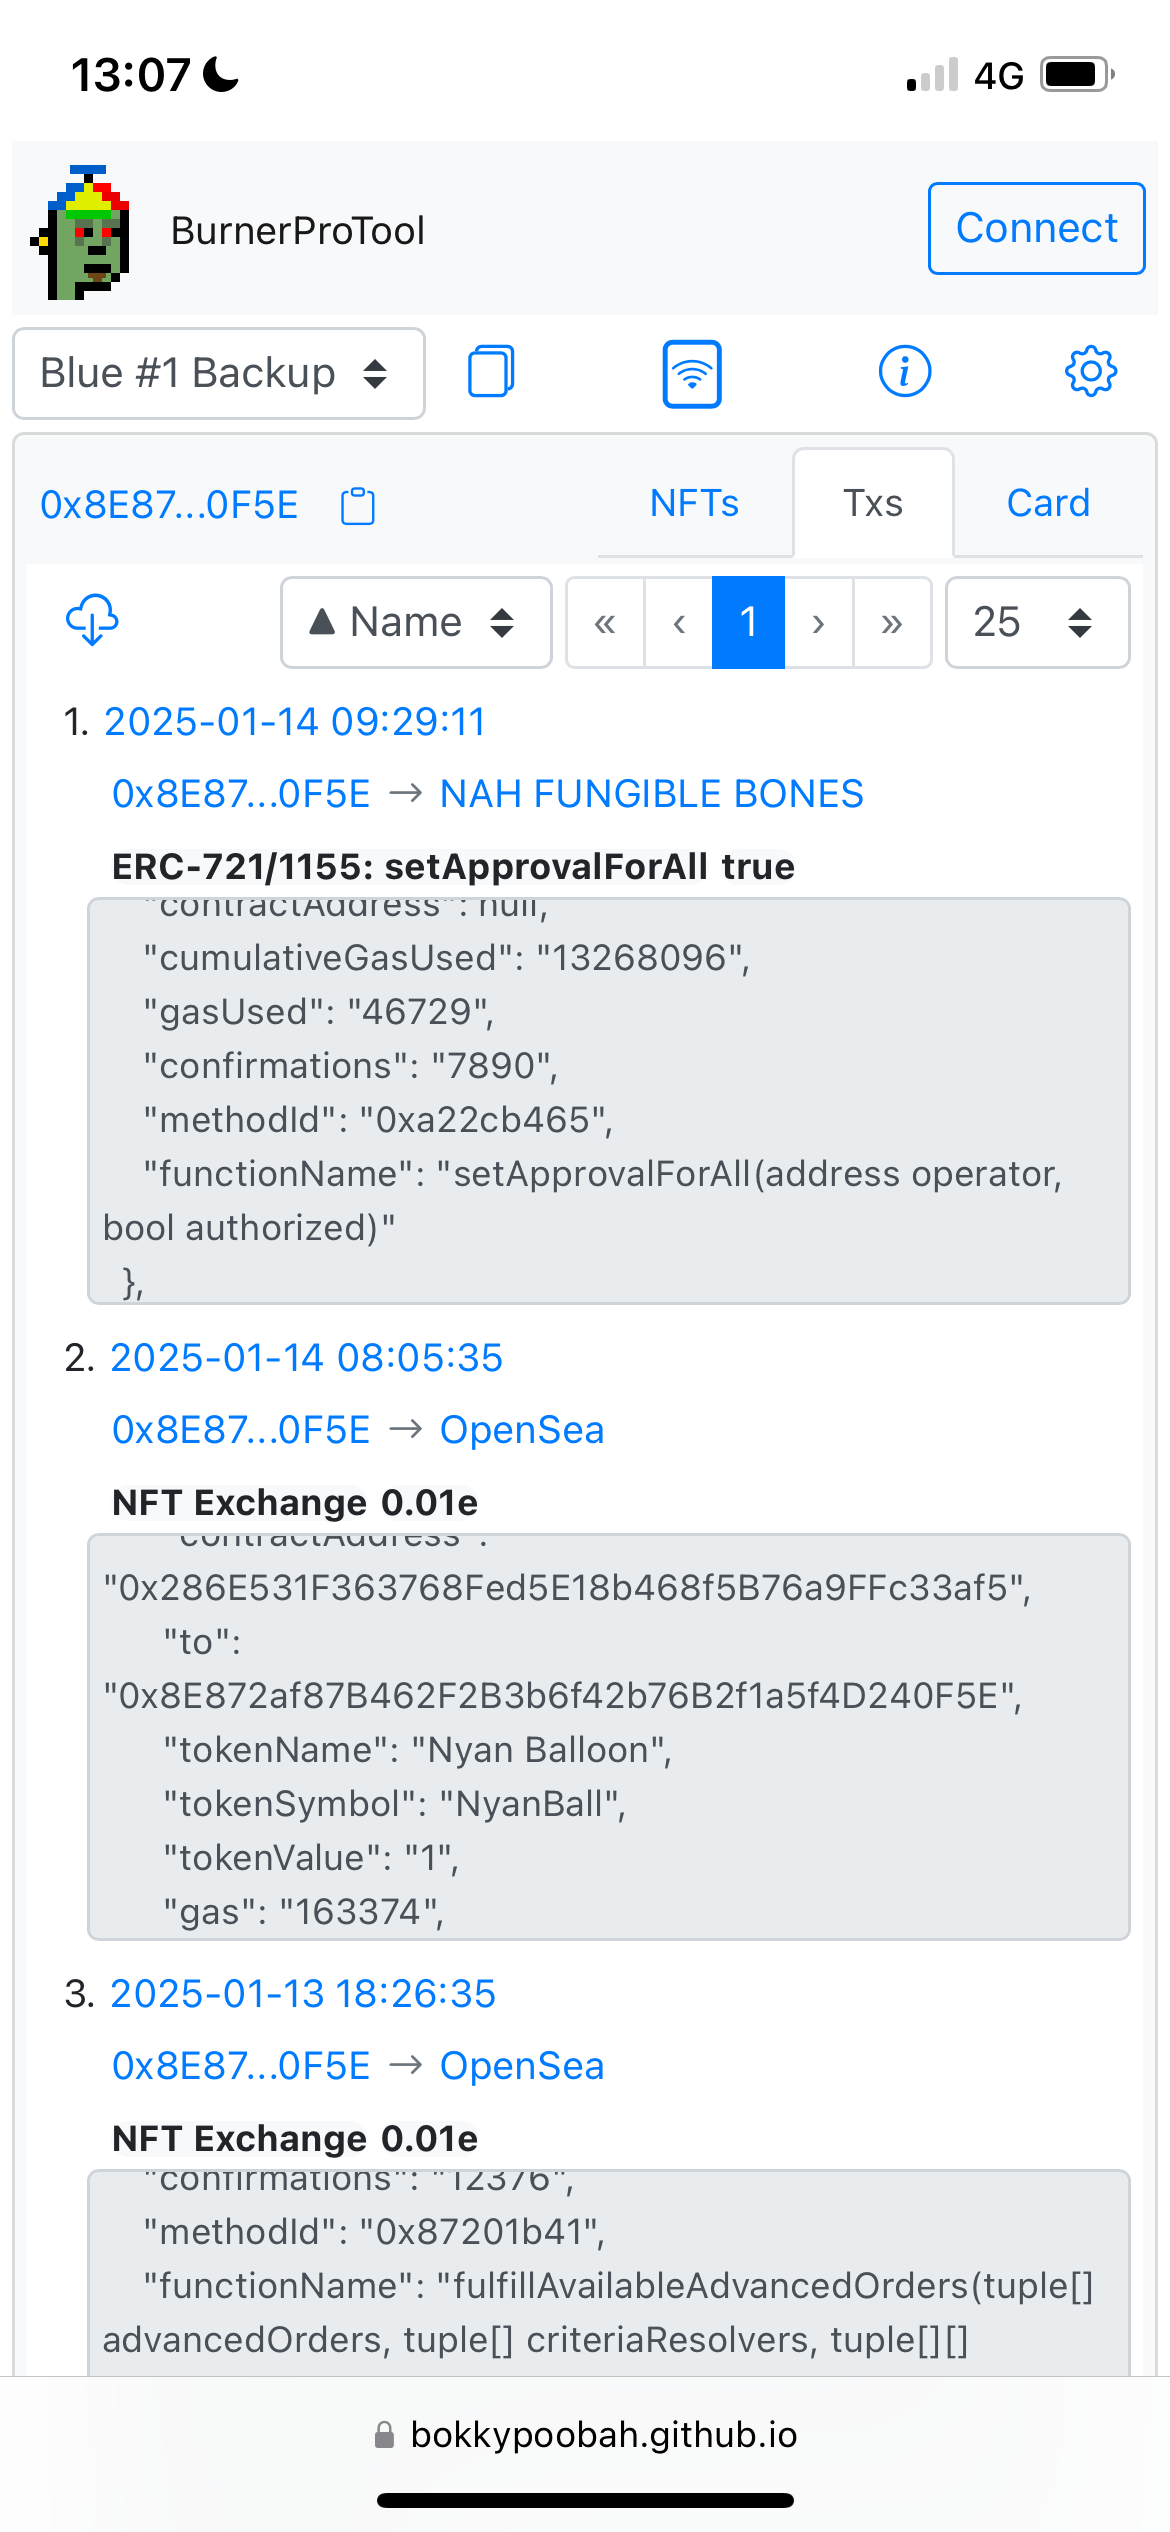 13:07
4G
BurnerProTool
Connect
Blue #1 Backup
0x8E87...0F5E
NFTs
Txs
Card
▲ Name
«
‹
1
›
»
25
1. 2025-01-14 09:29:11
0x8E87...0F5E → NAH FUNGIBLE BONES
ERC-721/1155: setApprovalForAll true
"contractAddress": null,
"cumulativeGasUsed": "13268096",
"gasUsed": "46729",
"confirmations": "7890",
"methodId": "0xa22cb465",
"functionName": "setApprovalForAll(address operator,
bool authorized)"
},
2. 2025-01-14 08:05:35
0x8E87...0F5E → OpenSea
NFT Exchange 0.01e
"contractAddress":
"0x286E531F363768Fed5E18b468f5B76a9FFc33af5",
"to":
"0x8E872af87B462F2B3b6f42b76B2f1a5f4D240F5E",
"tokenName": "Nyan Balloon",
"tokenSymbol": "NyanBall",
"tokenValue": "1",
"gas": "163374",
3. 2025-01-13 18:26:35
0x8E87...0F5E → OpenSea
NFT Exchange 0.01e
"confirmations": "12376",
"methodId": "0x87201b41",
"functionName": "fulfillAvailableAdvancedOrders(tuple[]
advancedOrders, tuple[] criteriaResolvers, tuple[][]
bokkypoobah.github.io